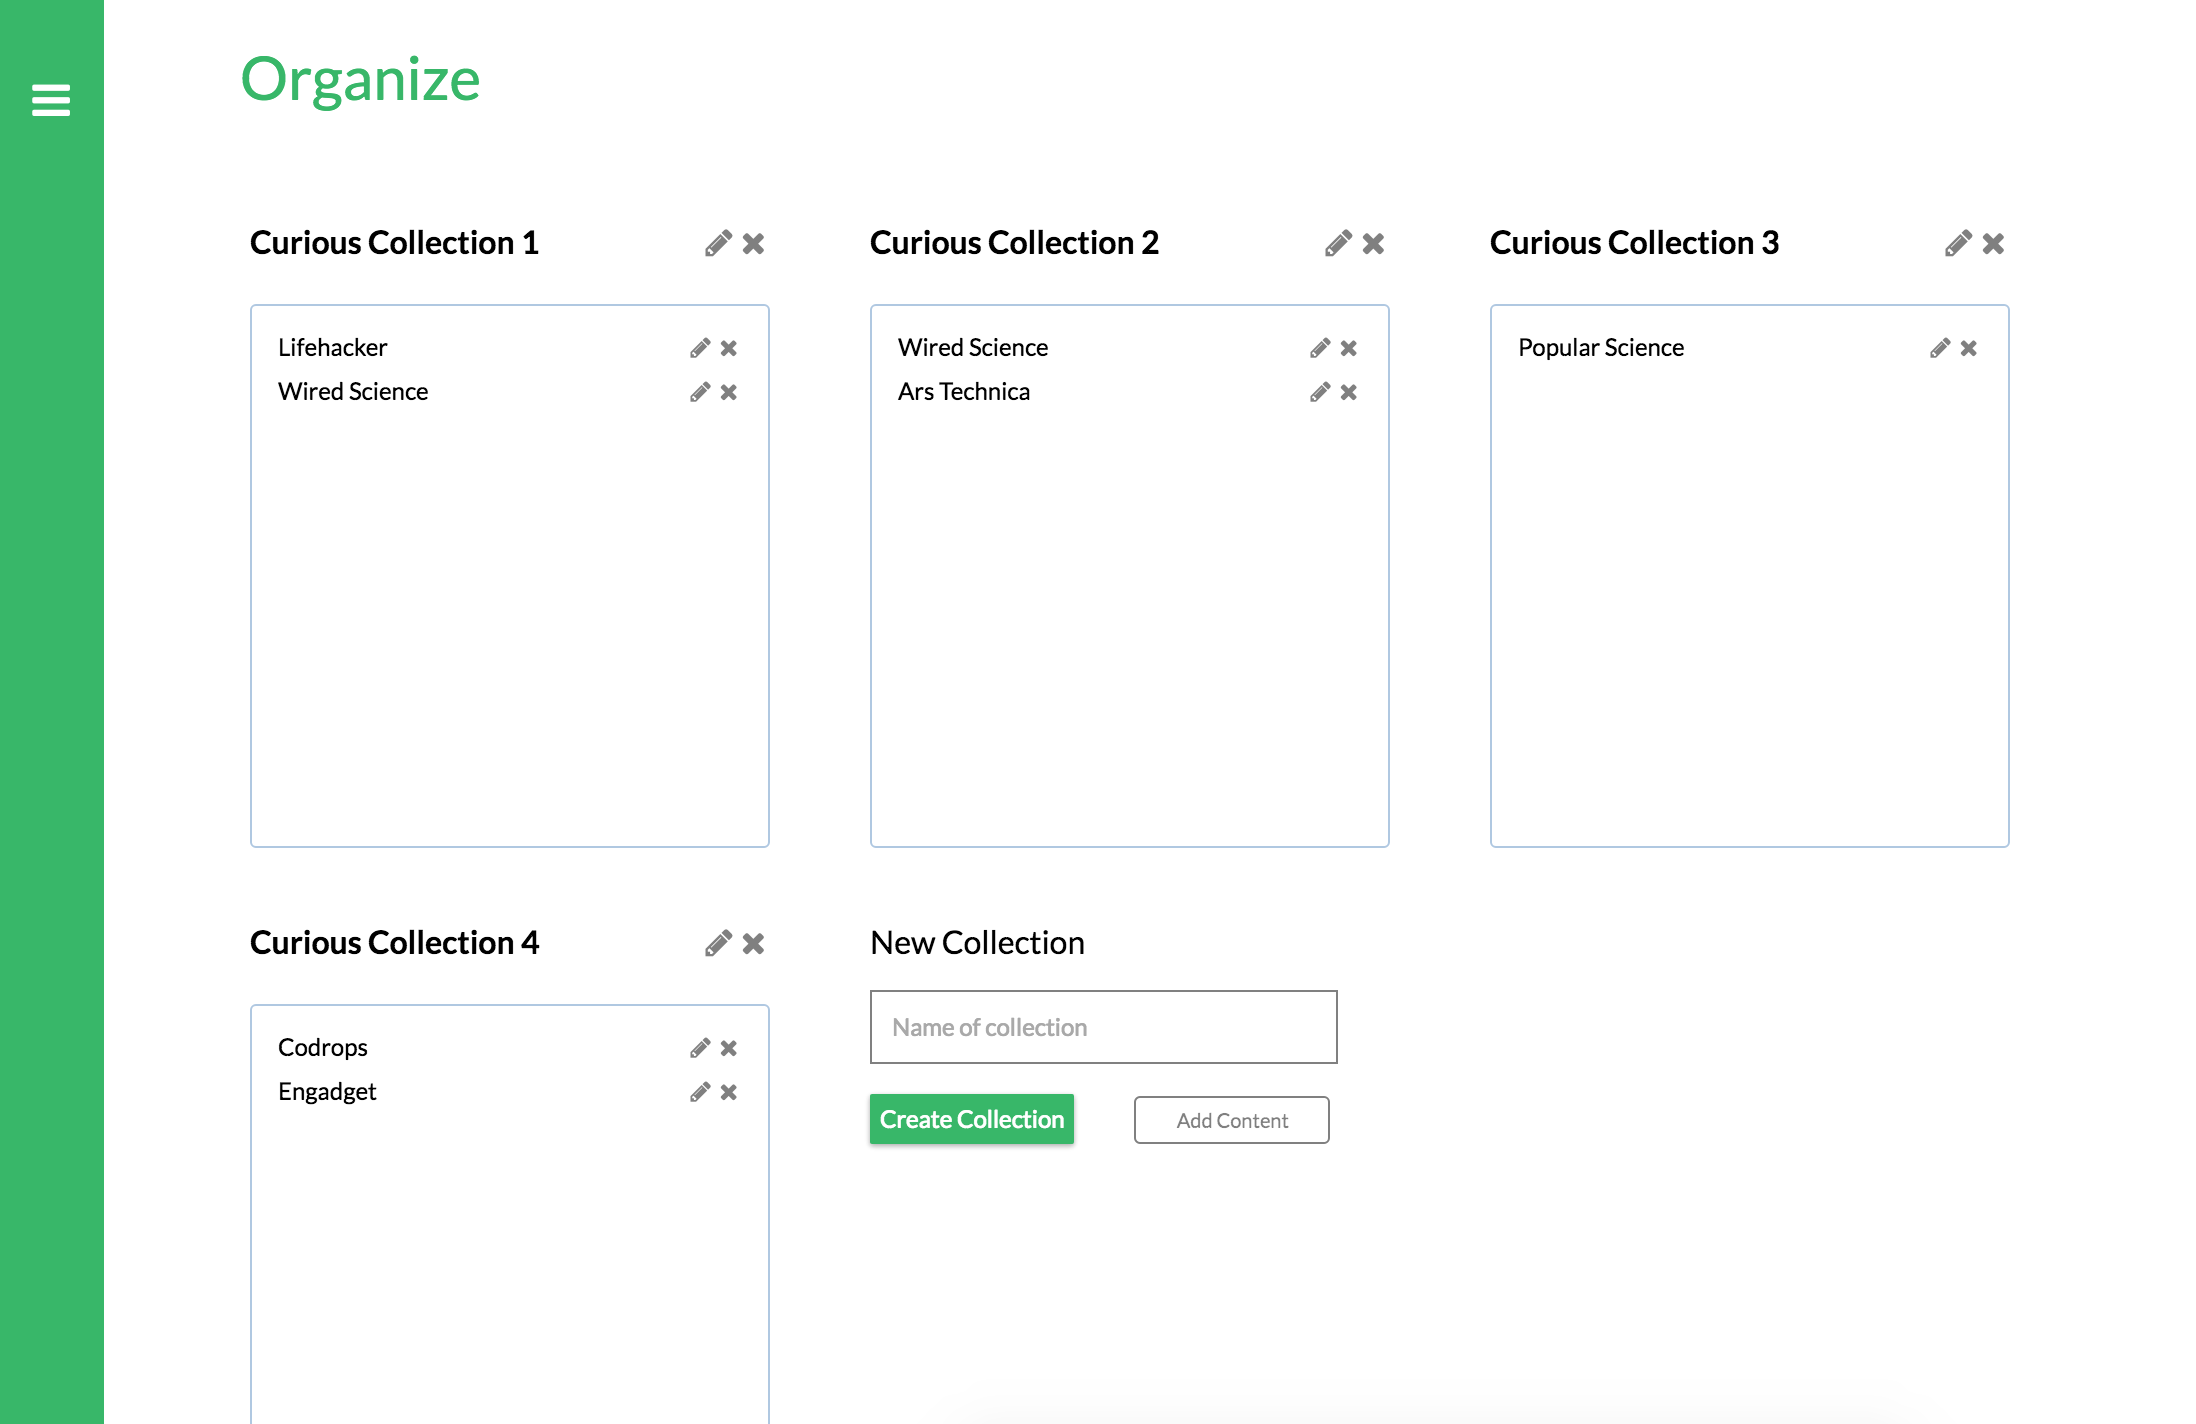 Organize
Curious Collection 1
Lifehacker
Wired Science
Curious Collection 2
Wired Science
Ars Technica
Curious Collection 3
Popular Science
Curious Collection 4
Codrops
Engadget
New Collection
Name of collection
Create Collection
Add Content